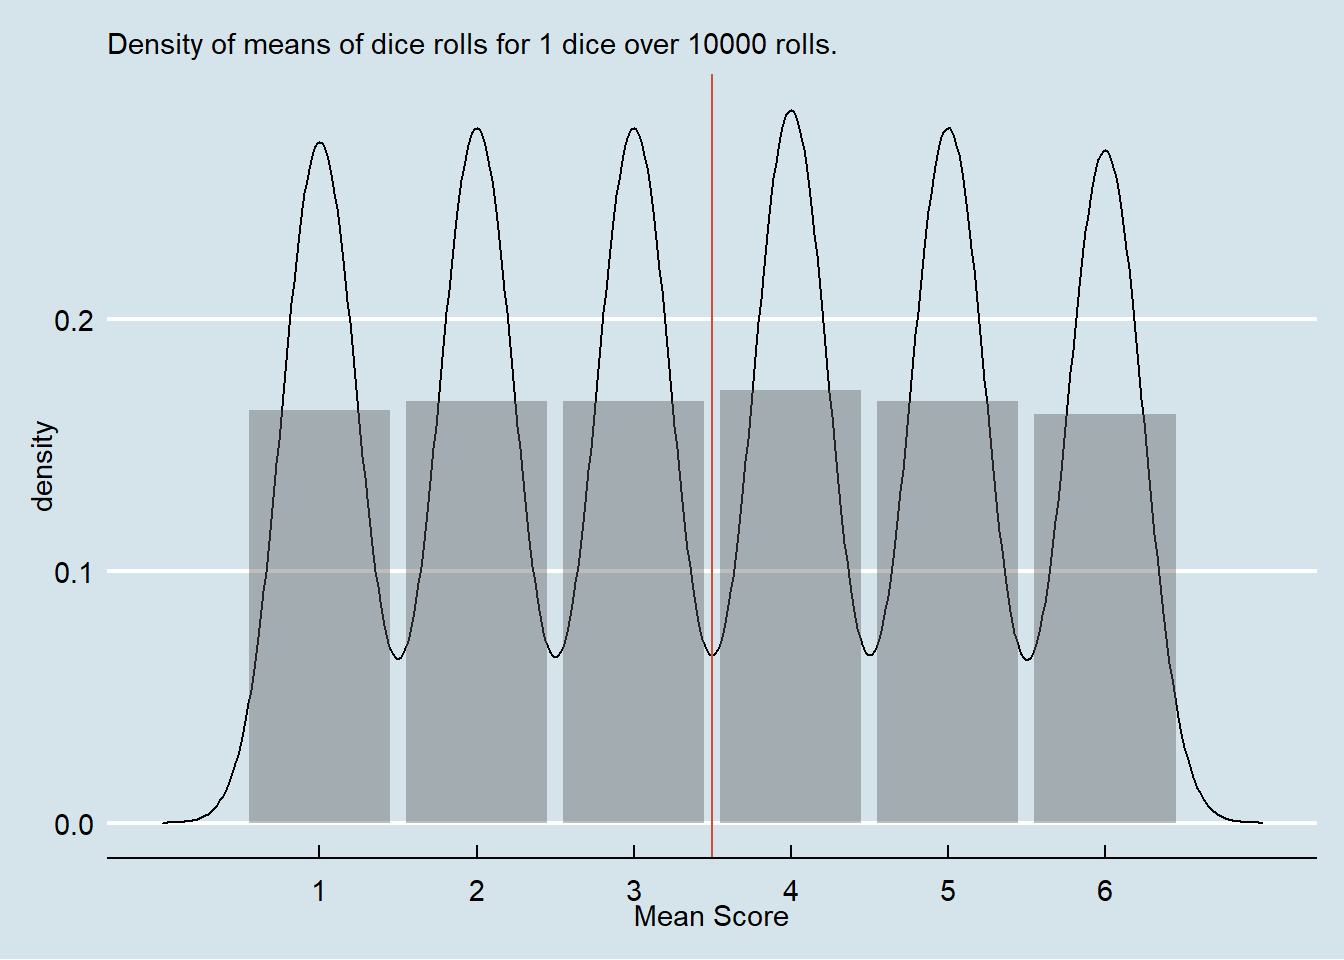 Density of means of dice rolls for 1 dice over 10000 rolls.
density
0.2
0.1
0.0
1 2 3 4 5 6
Mean Score